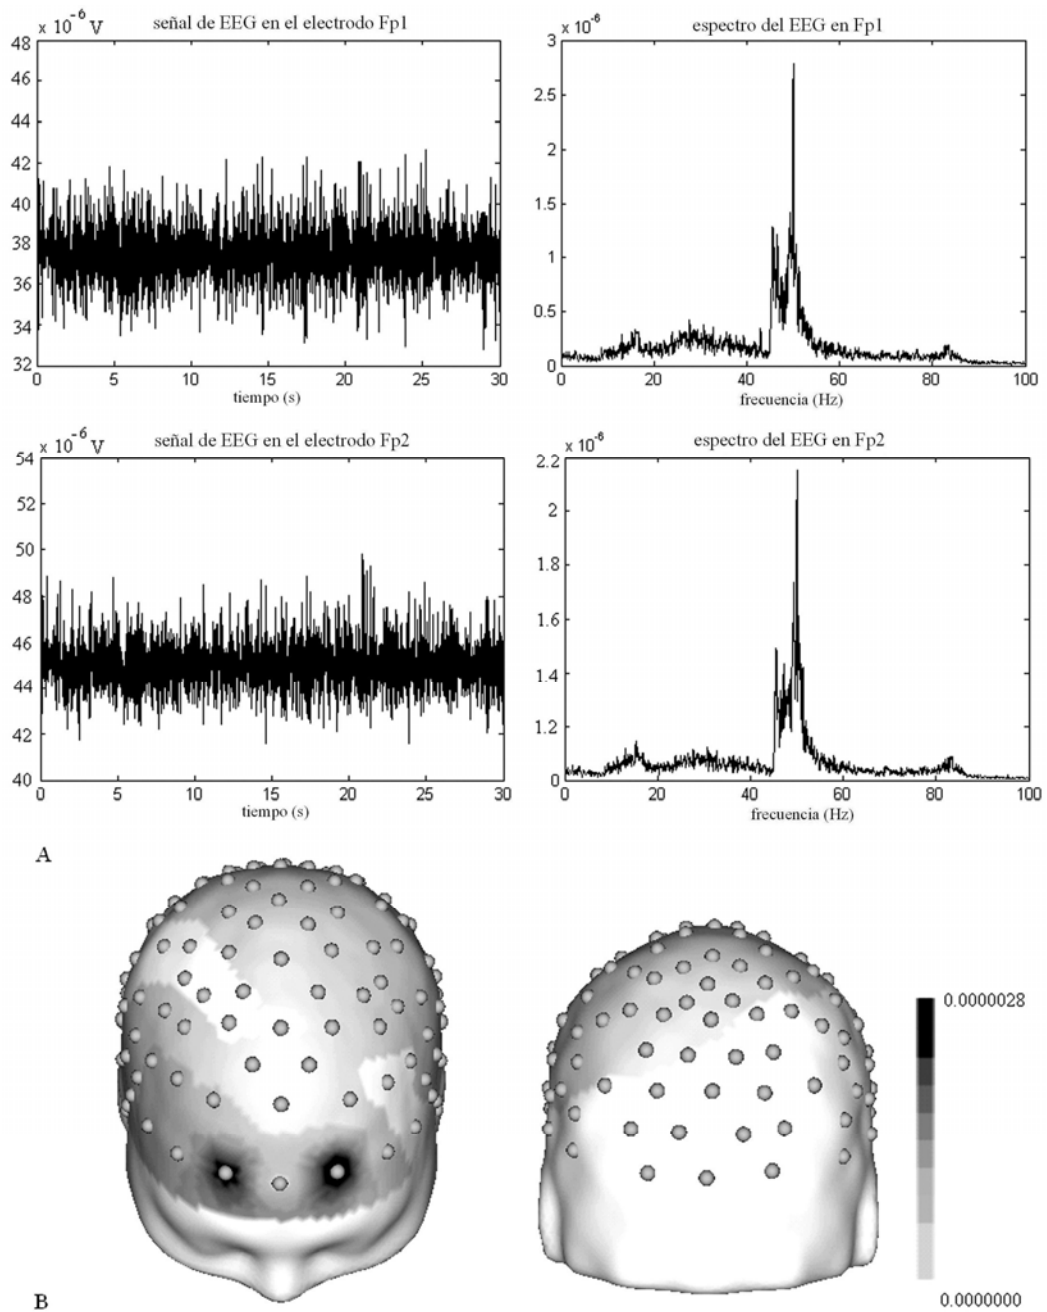 x 10⁻⁶ V señal de EEG en el electrodo Fp1
48
46
44
42
40
38
36
34
32
0 5 10 15 20 25 30
tiempo (s)
x 10⁻⁶ espectro del EEG en Fp1
3
2.5
2
1.5
1
0.5
0
0 20 40 60 80 100
frecuencia (Hz)
x 10⁻⁶ V señal de EEG en el electrodo Fp2
54
52
50
48
46
44
42
40
0 5 10 15 20 25 30
tiempo (s)
x 10⁻⁶ espectro del EEG en Fp2
2.2
2
1.8
1.6
1.4
1.2
0
0 20 40 60 80 100
frecuencia (Hz)
A
0.0000028
0.0000000
B